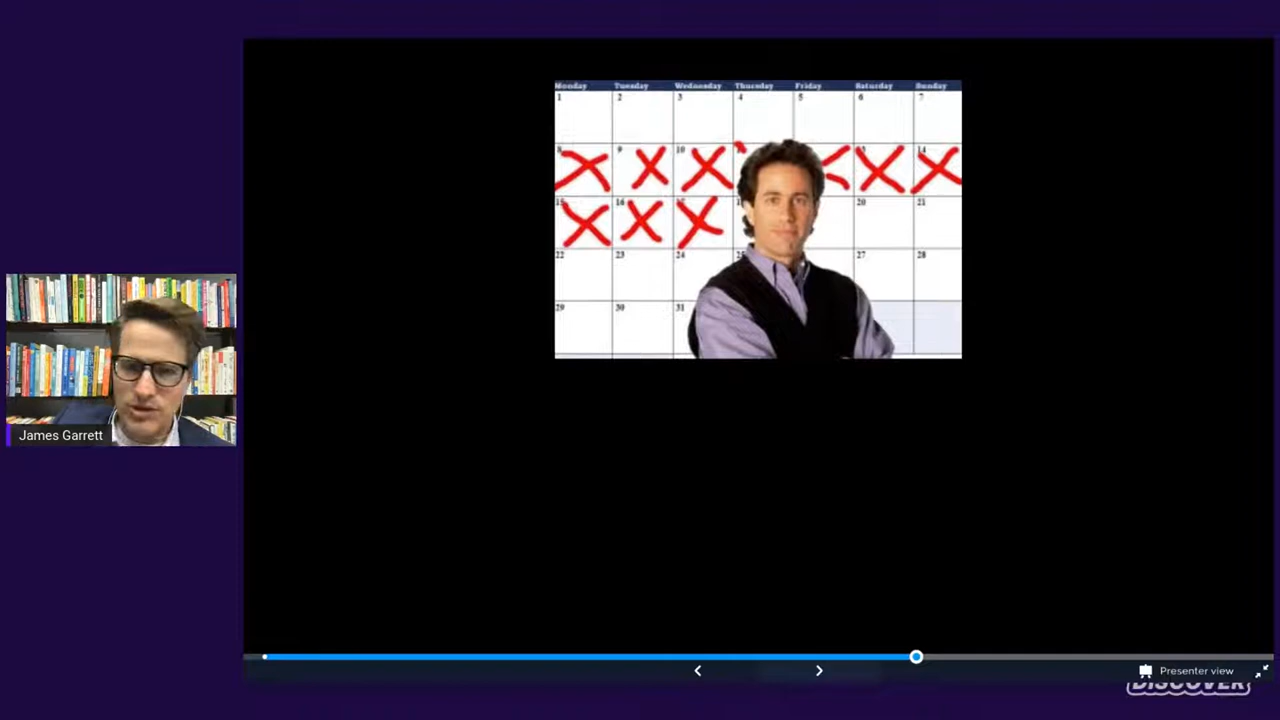 Monday Tuesday Wednesday Thursday Friday Saturday Sunday
1 2 3 4 5 6 7
8 9 10 14
15 16 20 21
22 23 24 27 28
29 30 31
James Garrett
Presenter view
DISCOVER